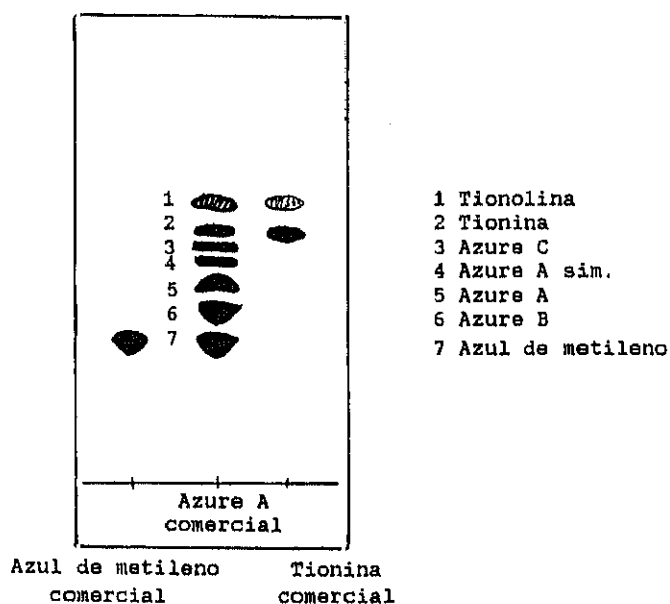 1
2
3
4
5
6
7
1 Tionolina
2 Tionina
3 Azure C
4 Azure A sim.
5 Azure A
6 Azure B
7 Azul de metileno
Azure A
comercial
Azul de metileno
comercial
Tionina
comercial